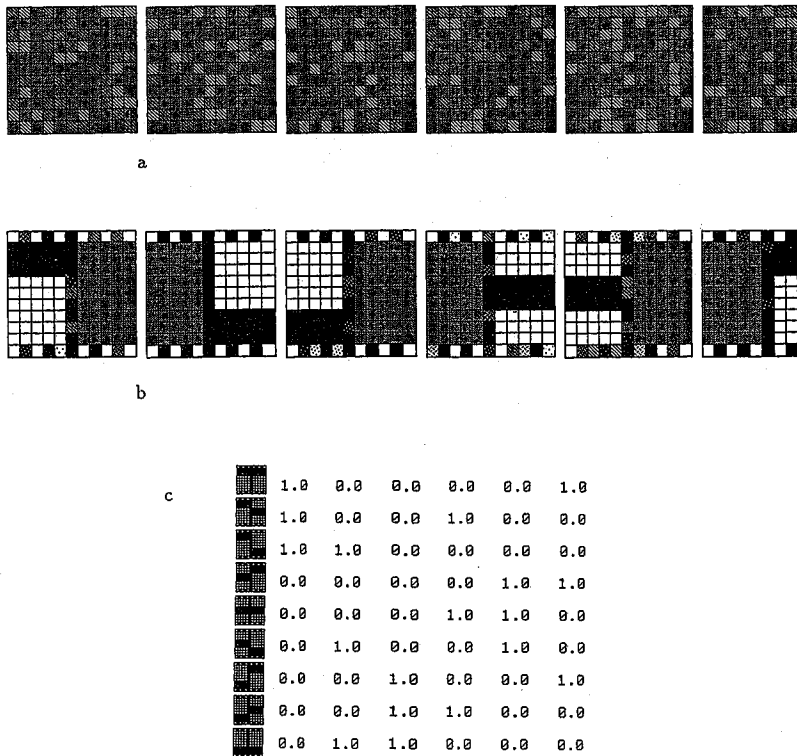 a
b
c
1.0 0.0 0.0 0.0 0.0 1.0
1.0 0.0 0.0 1.0 0.0 0.0
1.0 1.0 0.0 0.0 0.0 0.0
0.0 0.0 0.0 0.0 1.0 1.0
0.0 0.0 0.0 1.0 1.0 0.0
0.0 1.0 0.0 0.0 1.0 0.0
0.0 0.0 1.0 0.0 0.0 1.0
0.0 0.0 1.0 1.0 0.0 0.0
0.0 1.0 1.0 0.0 0.0 0.0